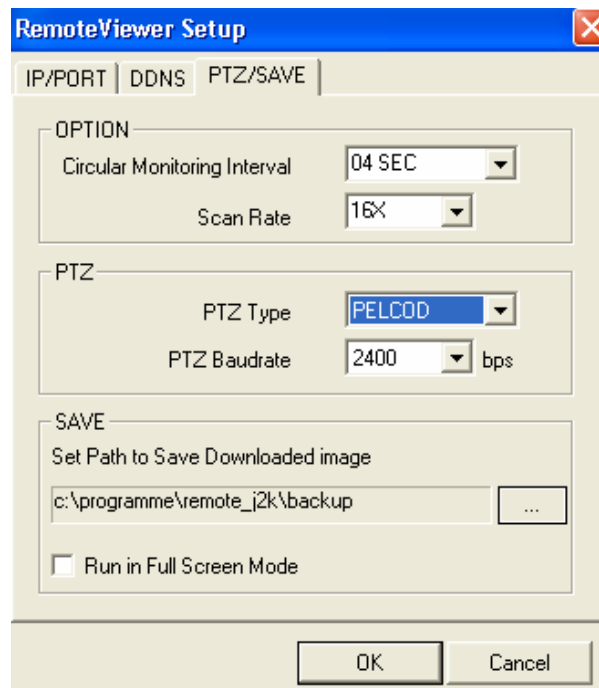 RemoteViewer Setup
IP/PORT DDNS PTZ/SAVE
OPTION
Circular Monitoring Interval 04 SEC
Scan Rate 16X
PTZ
PTZ Type PELCOD
PTZ Baudrate 2400 bps
SAVE
Set Path to Save Downloaded image
c:\programme\remote_j2k\backup ...
Run in Full Screen Mode
OK Cancel